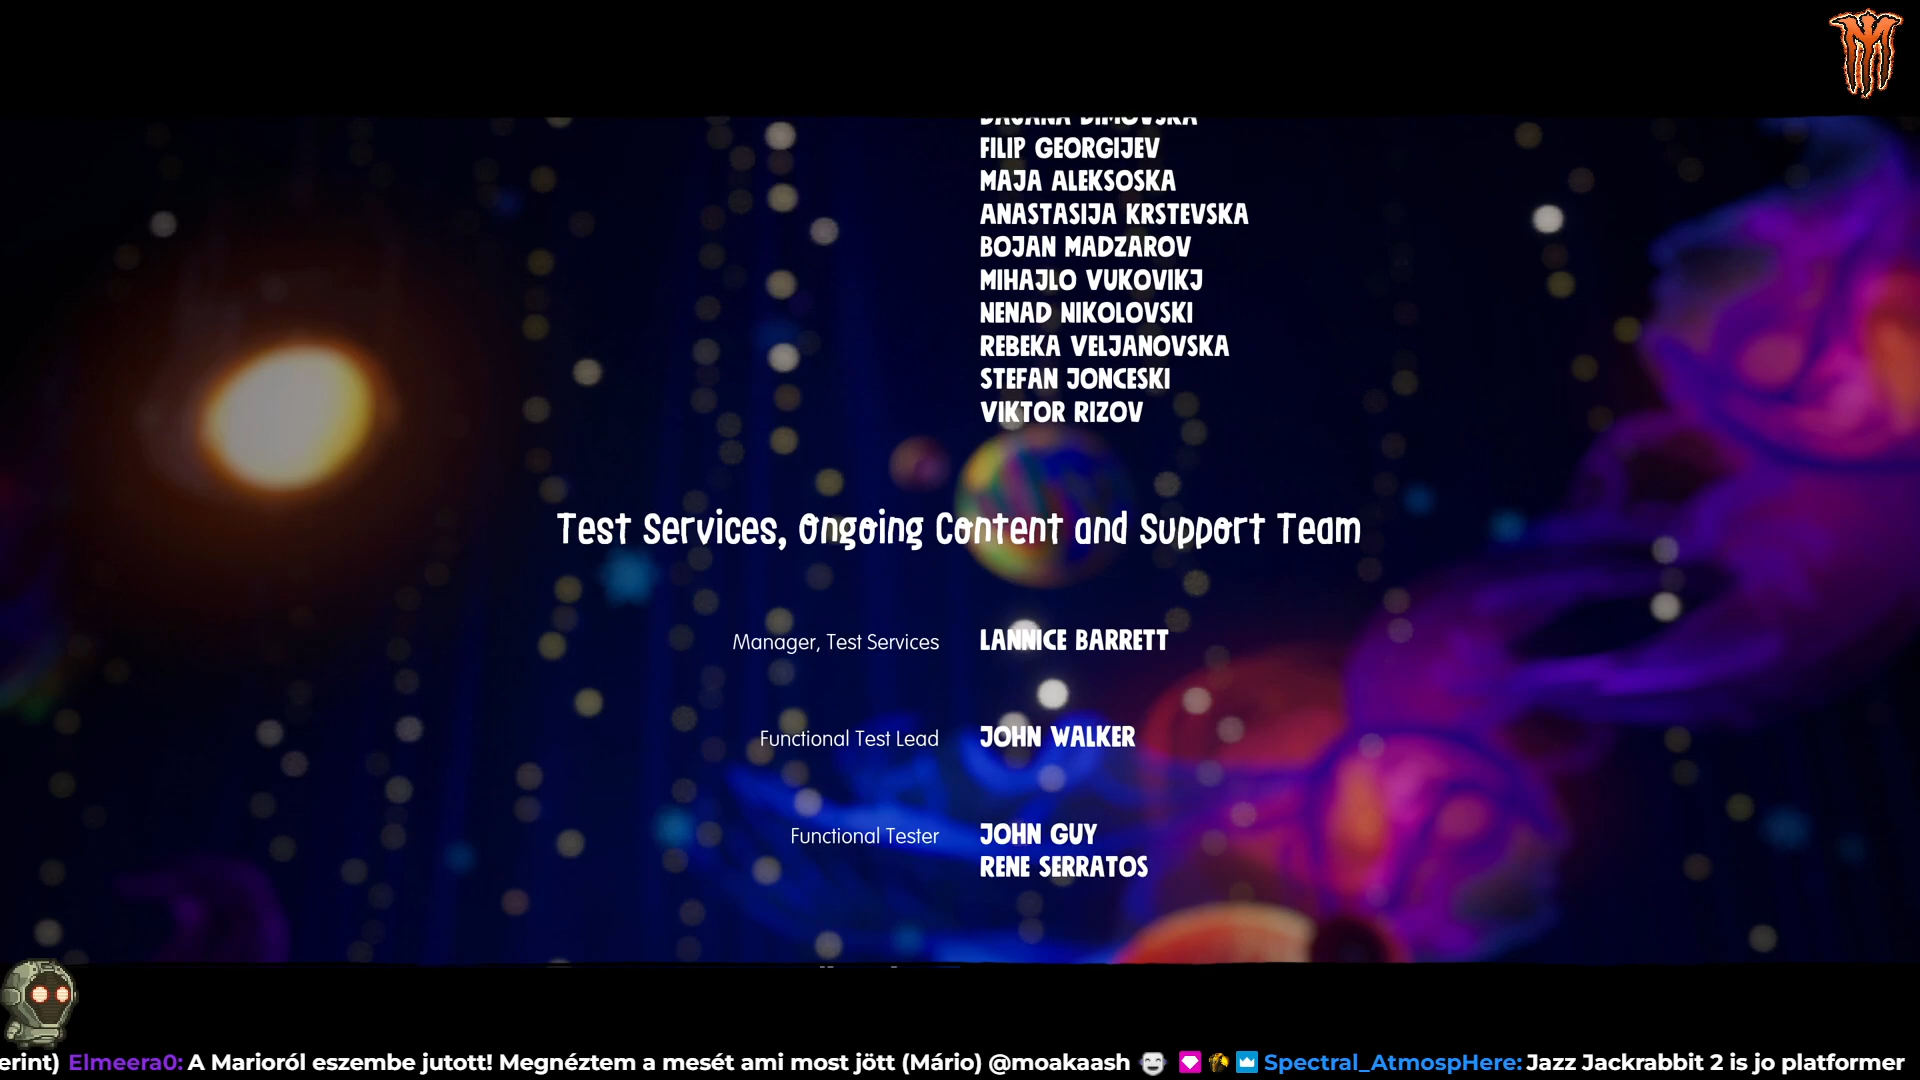 FILIP GEORGIJEV
MAJA ALEKSOSKA
ANASTASIJA KRSTEVSKA
BOJAN MADZAROV
MIHAJLO VUKOVIKJ
NENAD NIKOLOVSKI
REBEKA VELJANOVSKA
STEFAN JONCESKI
VIKTOR RIZOV
Test Services, Ongoing Content and Support Team
Manager, Test Services LANNICE BARRETT
Functional Test Lead JOHN WALKER
Functional Tester JOHN GUY
RENE SERRATOS
erint) Elmeera0: A Marioról eszembe jutott! Megnéztem a mesét ami most jött (Mário) @moakaash Spectral_AtmospHere: Jazz Jackrabbit 2 is jo platformer